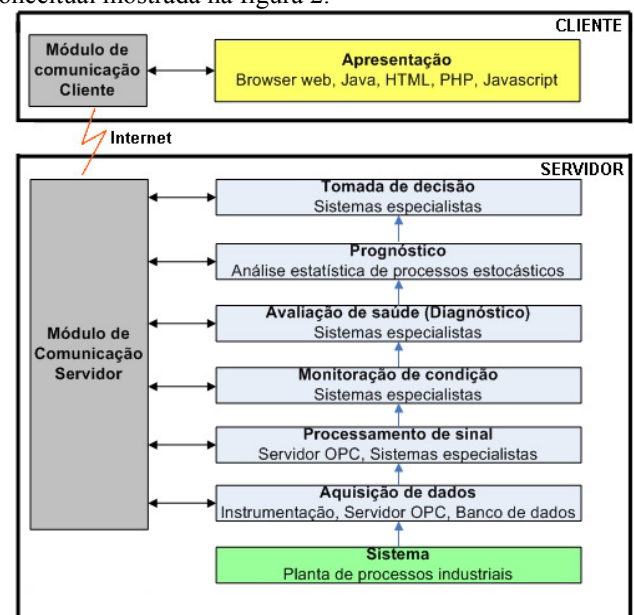 onceitual mostrada na figura 2.
CLIENTE
Módulo de
comunicação
Cliente
Apresentação
Browser web, Java, HTML, PHP, Javascript
Internet
SERVIDOR
Módulo de
Comunicação
Servidor
Tomada de decisão
Sistemas especialistas
Prognóstico
Análise estatística de processos estocásticos
Avaliação de saúde (Diagnóstico)
Sistemas especialistas
Monitoração de condição
Sistemas especialistas
Processamento de sinal
Servidor OPC, Sistemas especialistas
Aquisição de dados
Instrumentação, Servidor OPC, Banco de dados
Sistema
Planta de processos industriais